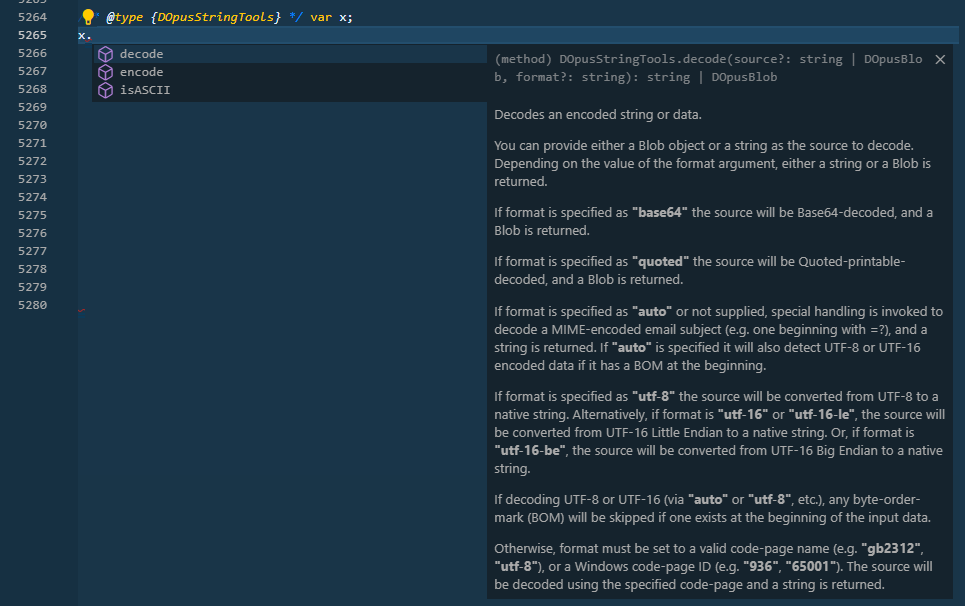 5263
5264 @type {DOpusStringTools} */ var x;
5265 x.
5266 decode
5267 encode
5268 isASCII
5269
5270
5271
5272
5273
5274
5275
5276
5277
5278
5279
5280
(method) DOpusStringTools.decode(source?: string | DOpusBlo
b, format?: string): string | DOpusBlob
Decodes an encoded string or data.
You can provide either a Blob object or a string as the source to decode.
Depending on the value of the format argument, either a string or a Blob is
returned.
If format is specified as "base64" the source will be Base64-decoded, and a
Blob is returned.
If format is specified as "quoted" the source will be Quoted-printable-
decoded, and a Blob is returned.
If format is specified as "auto" or not supplied, special handling is invoked to
decode a MIME-encoded email subject (e.g. one beginning with =?), and a
string is returned. If "auto" is specified it will also detect UTF-8 or UTF-16
encoded data if it has a BOM at the beginning.
If format is specified as "utf-8" the source will be converted from UTF-8 to a
native string. Alternatively, if format is "utf-16" or "utf-16-le", the source will
be converted from UTF-16 Little Endian to a native string. Or, if format is
"utf-16-be", the source will be converted from UTF-16 Big Endian to a native
string.
If decoding UTF-8 or UTF-16 (via "auto" or "utf-8", etc.), any byte-order-
mark (BOM) will be skipped if one exists at the beginning of the input data.
Otherwise, format must be set to a valid code-page name (e.g. "gb2312",
"utf-8"), or a Windows code-page ID (e.g. "936", "65001"). The source will
be decoded using the specified code-page and a string is returned.